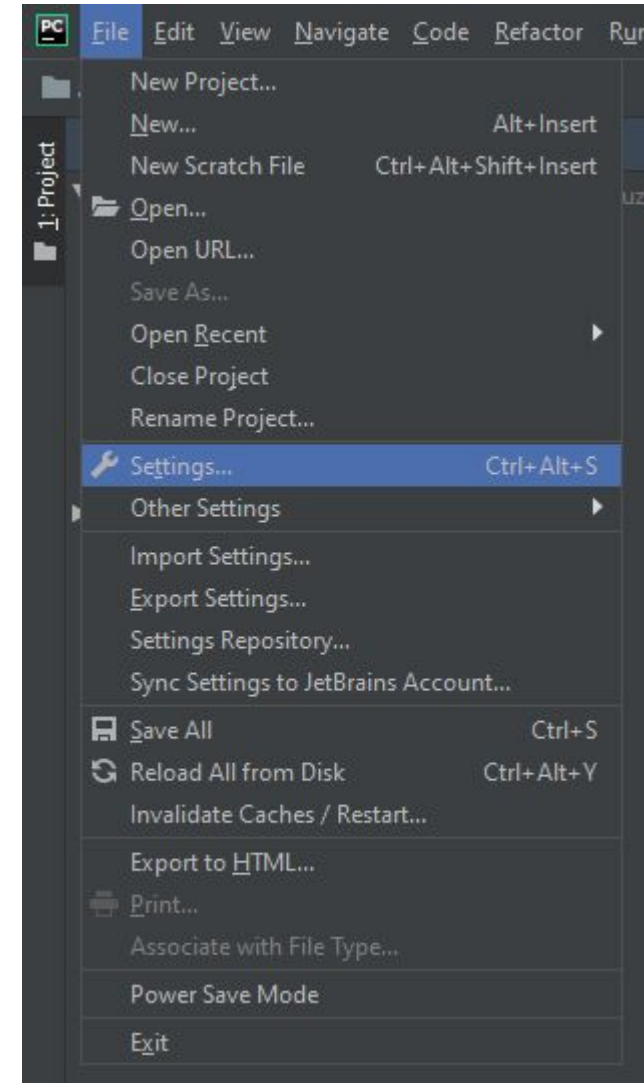 PC File Edit View Navigate Code Refactor Run
1: Project
New Project...
New... Alt+Insert
New Scratch File Ctrl+Alt+Shift+Insert
uz
Open...
Open URL...
Save As...
Open Recent
Close Project
Rename Project...
Settings... Ctrl+Alt+S
Other Settings
Import Settings...
Export Settings...
Settings Repository...
Sync Settings to JetBrains Account...
Save All Ctrl+S
Reload All from Disk Ctrl+Alt+Y
Invalidate Caches / Restart...
Export to HTML...
Print...
Associate with File Type...
Power Save Mode
Exit